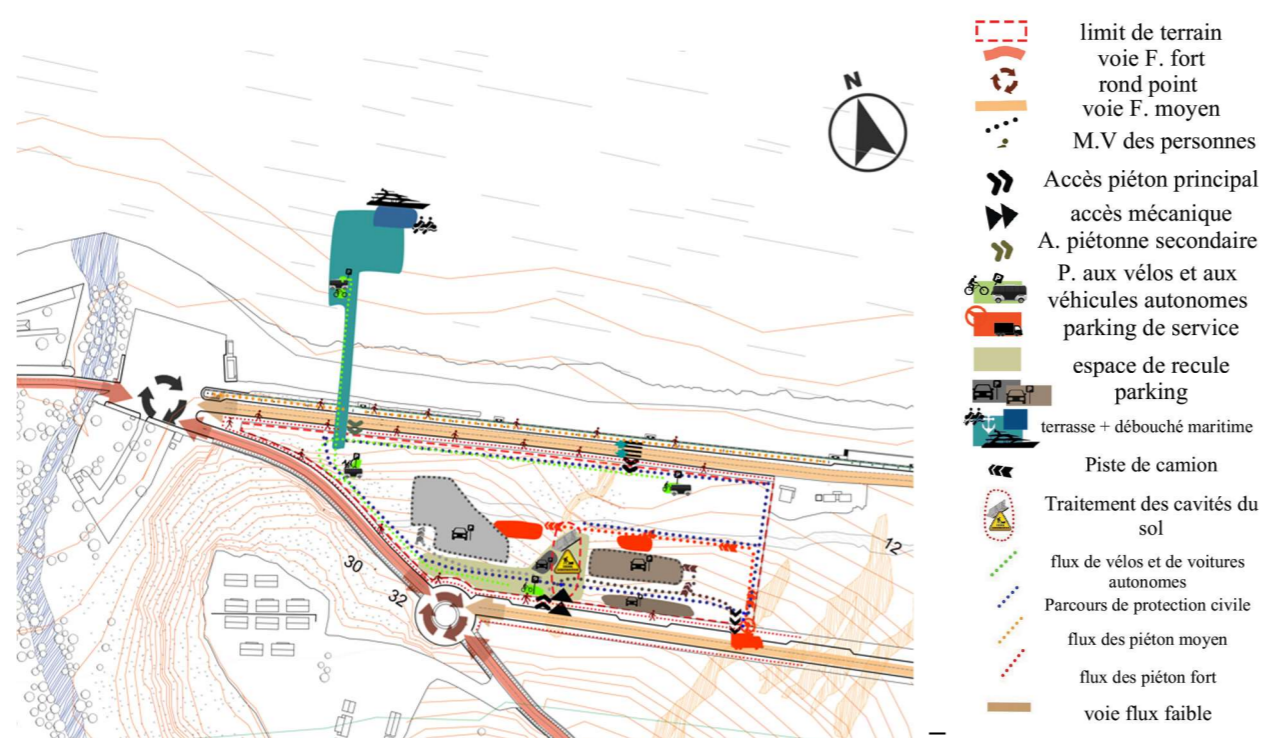 N
30
32
12
limit de terrain
voie F. fort
rond point
voie F. moyen
M.V des personnes
Accès piéton principal
accès mécanique
A. piétonne secondaire
P. aux vélos et aux
véhicules autonomes
parking de service
espace de recule
parking
terrasse + débouché maritime
Piste de camion
Traitement des cavités du
sol
flux de vélos et de voitures
autonomes
Parcours de protection civile
flux des piéton moyen
flux des piéton fort
voie flux faible